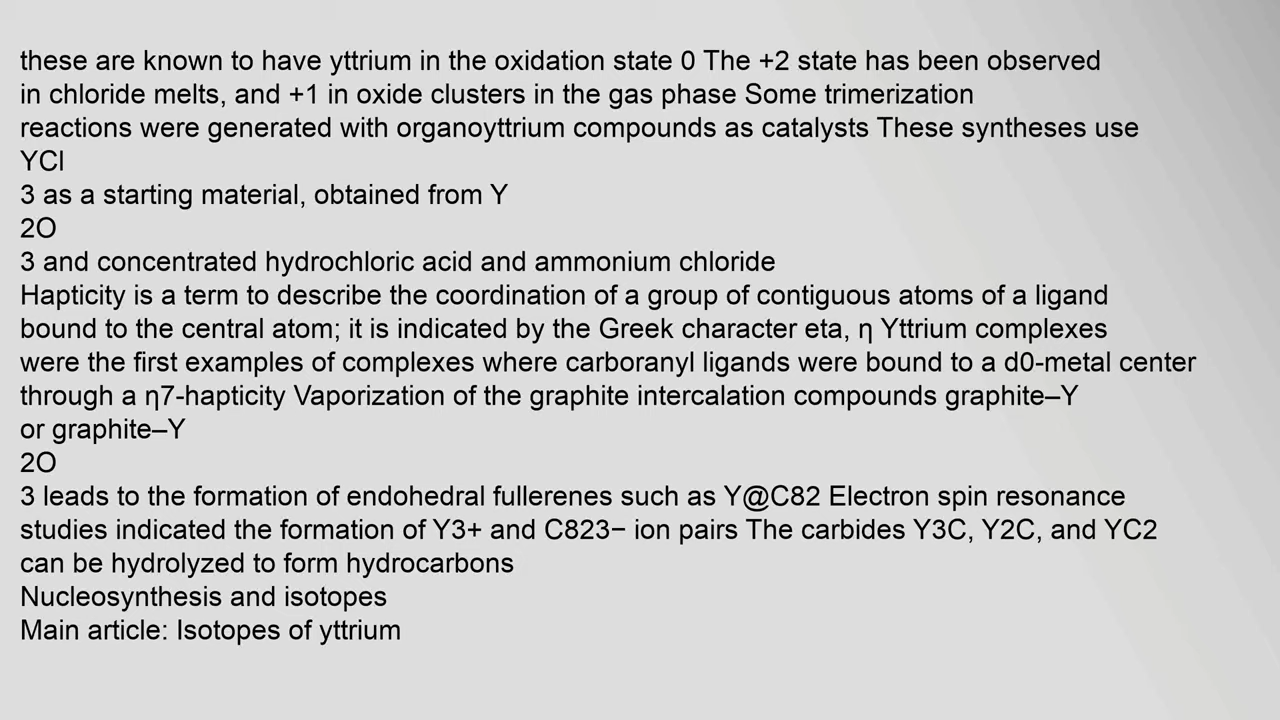 these are known to have yttrium in the oxidation state 0 The +2 state has been observed
in chloride melts, and +1 in oxide clusters in the gas phase Some trimerization
reactions were generated with organoyttrium compounds as catalysts These syntheses use
YCl
3 as a starting material, obtained from Y
2O
3 and concentrated hydrochloric acid and ammonium chloride
Hapticity is a term to describe the coordination of a group of contiguous atoms of a ligand
bound to the central atom; it is indicated by the Greek character eta, η Yttrium complexes
were the first examples of complexes where carboranyl ligands were bound to a d0-metal center
through a η7-hapticity Vaporization of the graphite intercalation compounds graphite–Y
or graphite–Y
2O
3 leads to the formation of endohedral fullerenes such as Y@C82 Electron spin resonance
studies indicated the formation of Y3+ and C823− ion pairs The carbides Y3C, Y2C, and YC2
can be hydrolyzed to form hydrocarbons
Nucleosynthesis and isotopes
Main article: Isotopes of yttrium